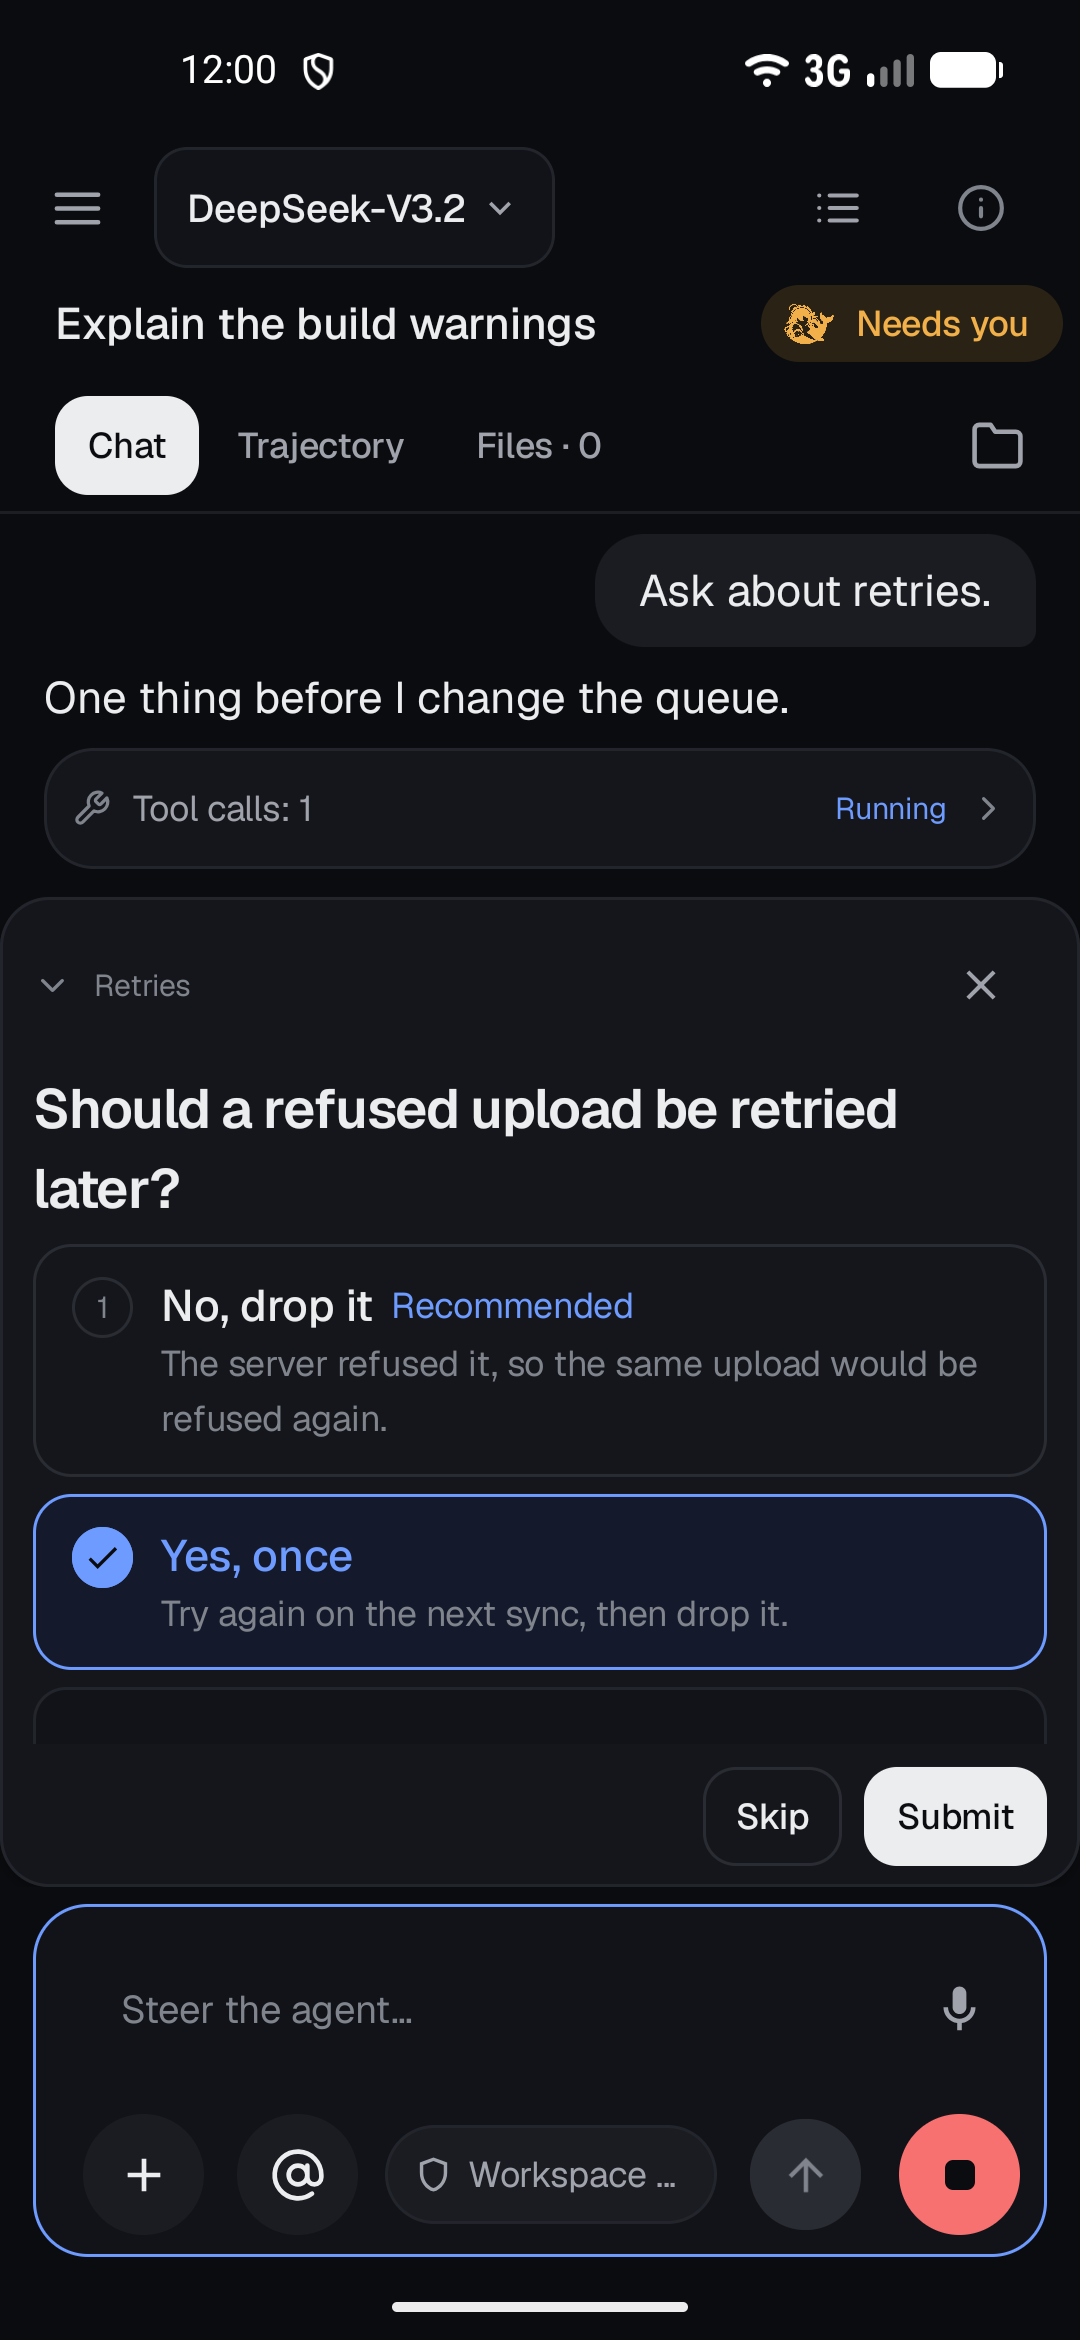 12:00
3G
DeepSeek-V3.2
Explain the build warnings
Needs you
Chat
Trajectory
Files · 0
Ask about retries.
One thing before I change the queue.
Tool calls: 1
Running
Retries
Should a refused upload be retried
later?
1
No, drop it Recommended
The server refused it, so the same upload would be
refused again.
Yes, once
Try again on the next sync, then drop it.
Skip
Submit
Steer the agent…
@
Workspace …